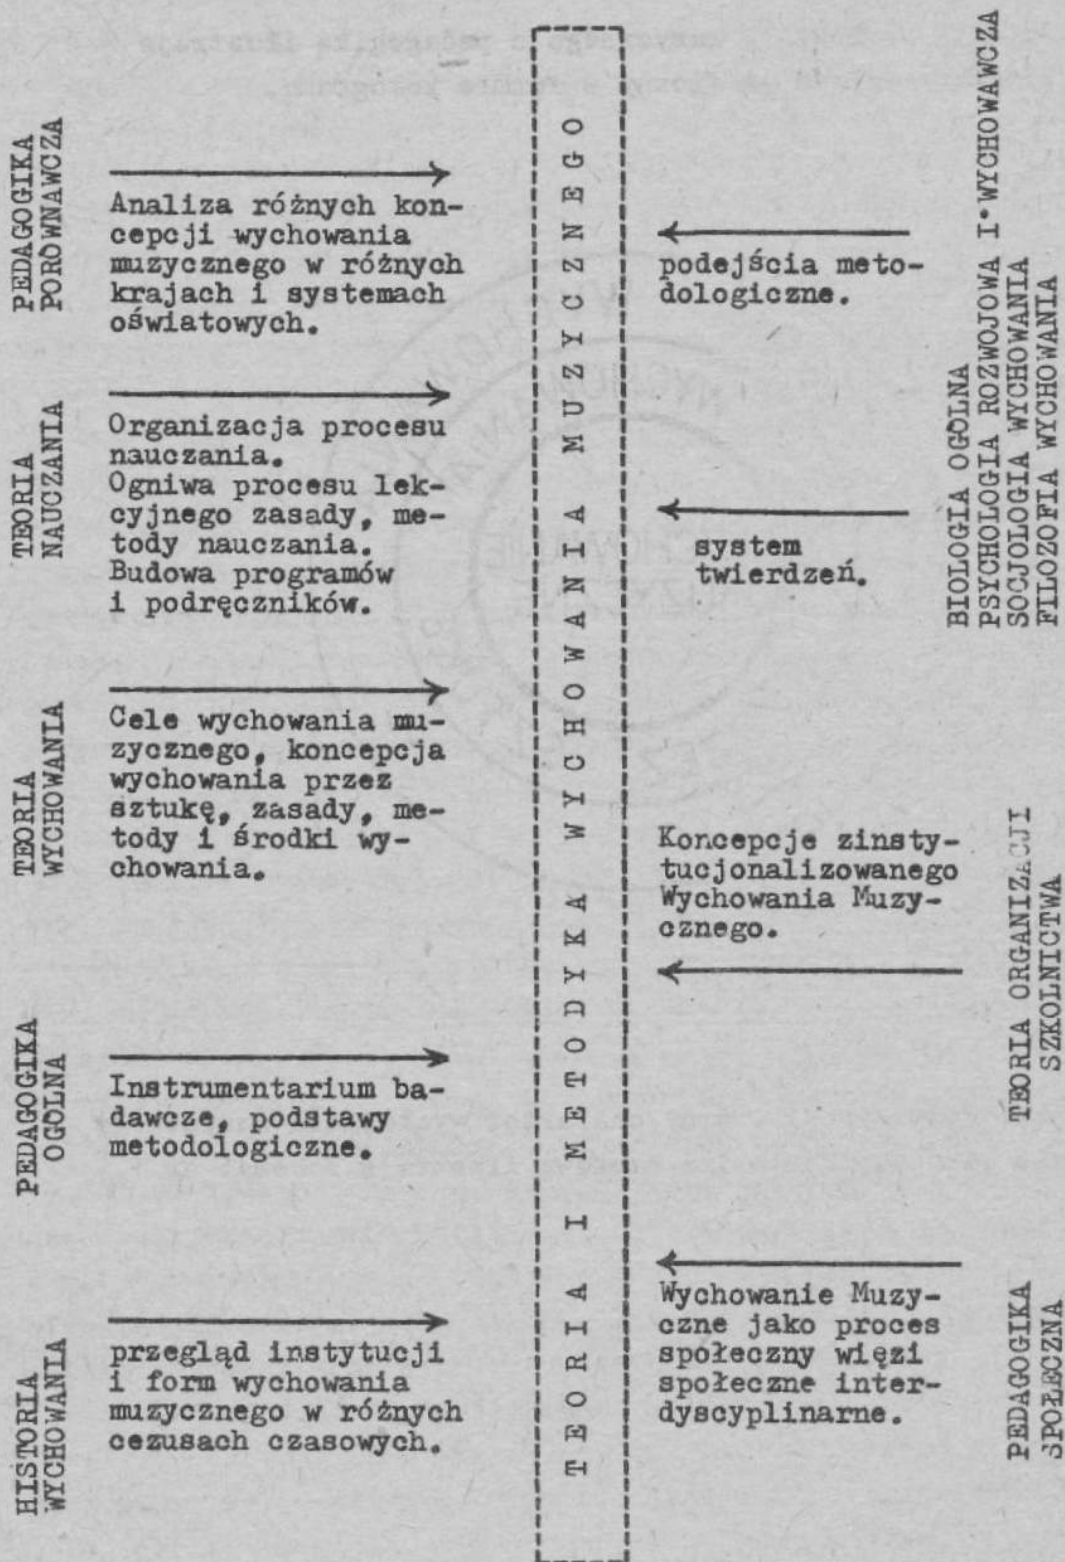 PEDAGOGIKA
PORÓWNAWCZA
Analiza różnych kon-
cepcji wychowania
muzycznego w różnych
krajach i systemach
oświatowych.
TEORIA
NAUCZANIA
Organizacja procesu
nauczania.
Ogniwa procesu lek-
cyjnego zasady, me-
tody nauczania.
Budowa programów
i podręczników.
TEORIA
WYCHOWANIA
Cele wychowania mu-
zycznego, koncepcja
wychowania przez
sztukę, zasady, me-
tody i środki wy-
chowania.
PEDAGOGIKA
OGÓLNA
Instrumentarium ba-
dawcze, podstawy
metodologiczne.
HISTORIA
WYCHOWANIA
przegląd instytucji
i form wychowania
muzycznego w różnych
cezusach czasowych.
TEORIA I METODYKA WYCHOWANIA MUZYCZNEGO
podejścia meto-
dologiczne.
system
twierdzeń.
BIOLOGIA OGÓLNA
PSYCHOLOGIA ROZWOJOWA I WYCHOWAWCZA
SOCJOLOGIA WYCHOWANIA
FILOZOFIA WYCHOWANIA
Koncepcje zinsty-
tucjonalizowanego
Wychowania Muzy-
cznego.
TEORIA ORGANIZACJI
SZKOLNICTWA
Wychowanie Muzy-
czne jako proces
społeczny więzi
społeczne inter-
dyscyplinarne.
PEDAGOGIKA
SPOŁECZNA